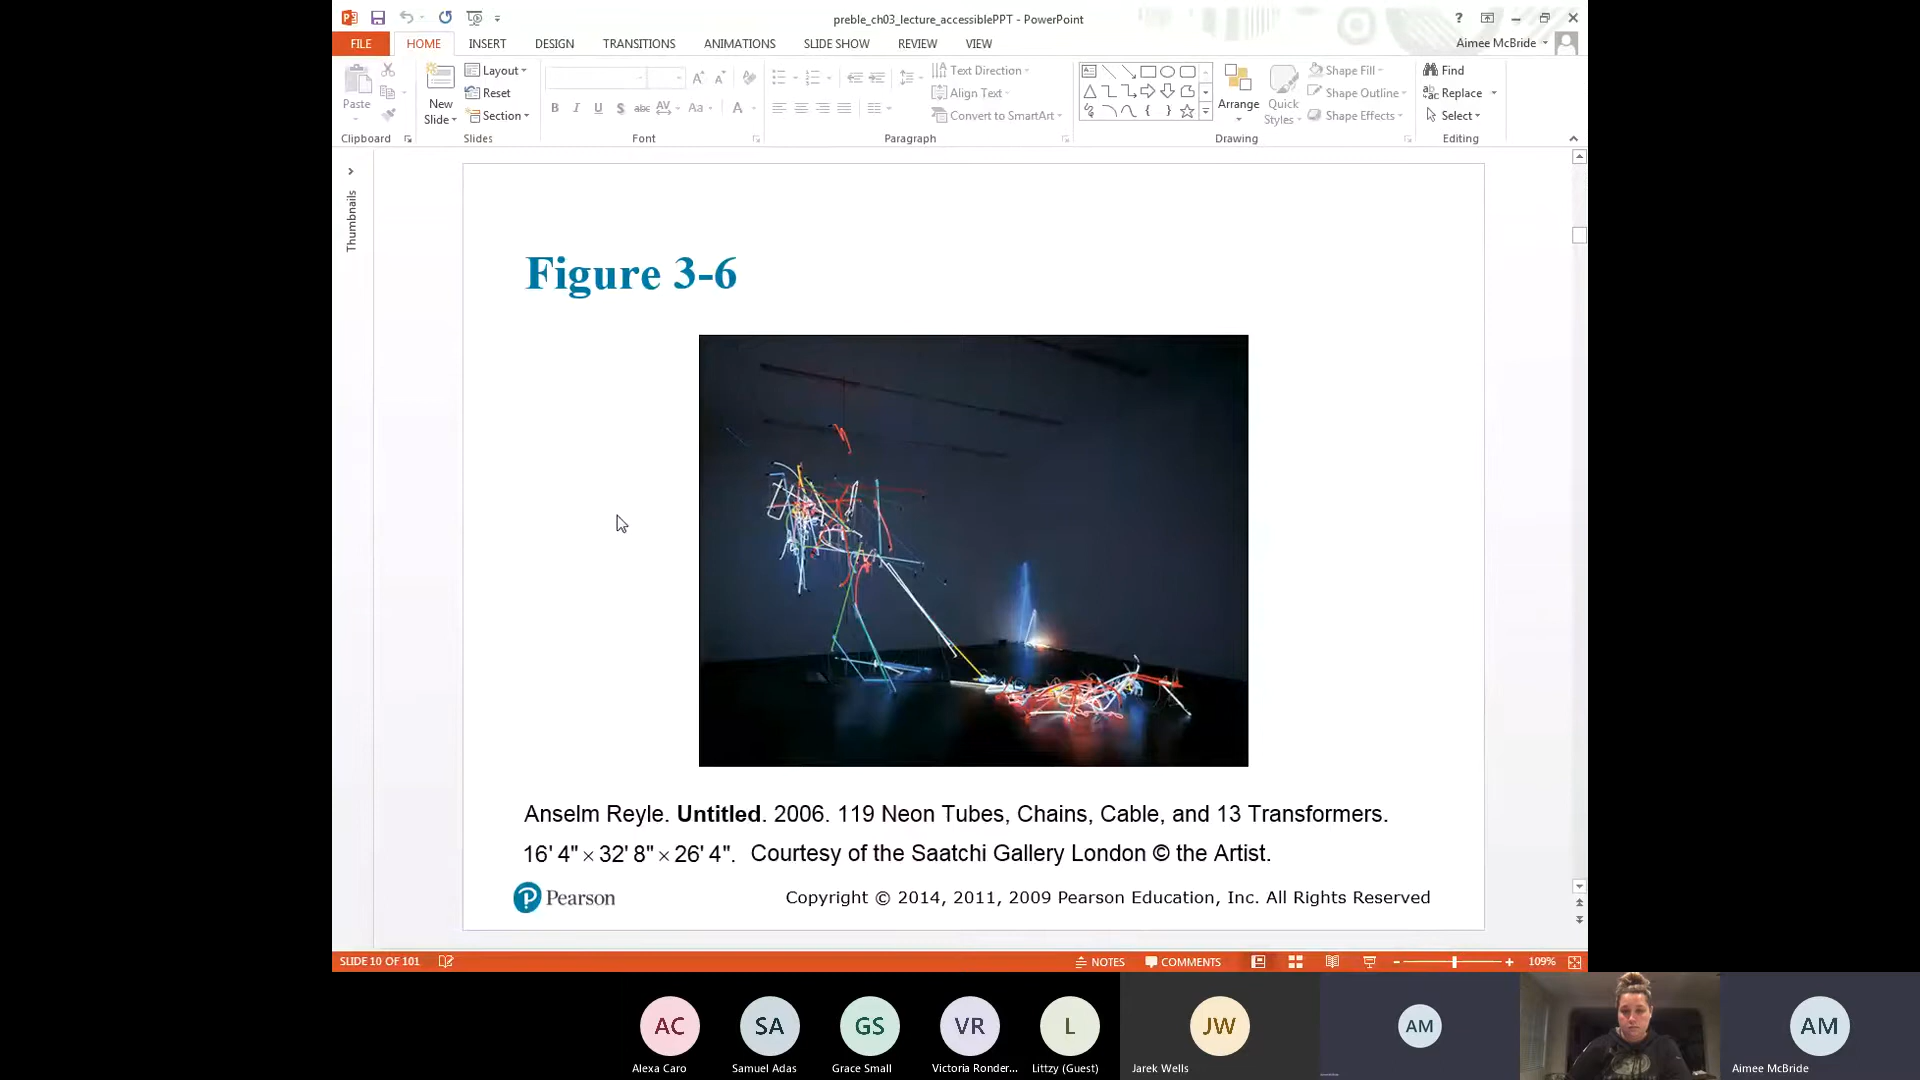 preble_ch03_lecture_accessiblePPT - PowerPoint
FILE HOME INSERT DESIGN TRANSITIONS ANIMATIONS SLIDE SHOW REVIEW VIEW
Aimee McBride
Paste
Clipboard
New
Slide
Layout
Reset
Section
Slides
B I U S abc AV Aa A
Font
Text Direction
Align Text
Convert to SmartArt
Paragraph
Arrange
Quick
Styles
Shape Fill
Shape Outline
Shape Effects
Drawing
Find
Replace
Select
Editing
Thumbnails
Figure 3-6
Anselm Reyle. Untitled. 2006. 119 Neon Tubes, Chains, Cable, and 13 Transformers.
16' 4" × 32' 8" × 26' 4". Courtesy of the Saatchi Gallery London © the Artist.
Pearson
Copyright © 2014, 2011, 2009 Pearson Education, Inc. All Rights Reserved
SLIDE 10 OF 101
NOTES
COMMENTS
109%
AC SA GS VR L JW AM AM
Alexa Caro
Samuel Adas
Grace Small
Victoria Ronder...
Littzy (Guest)
Jarek Wells
Aimee McBride